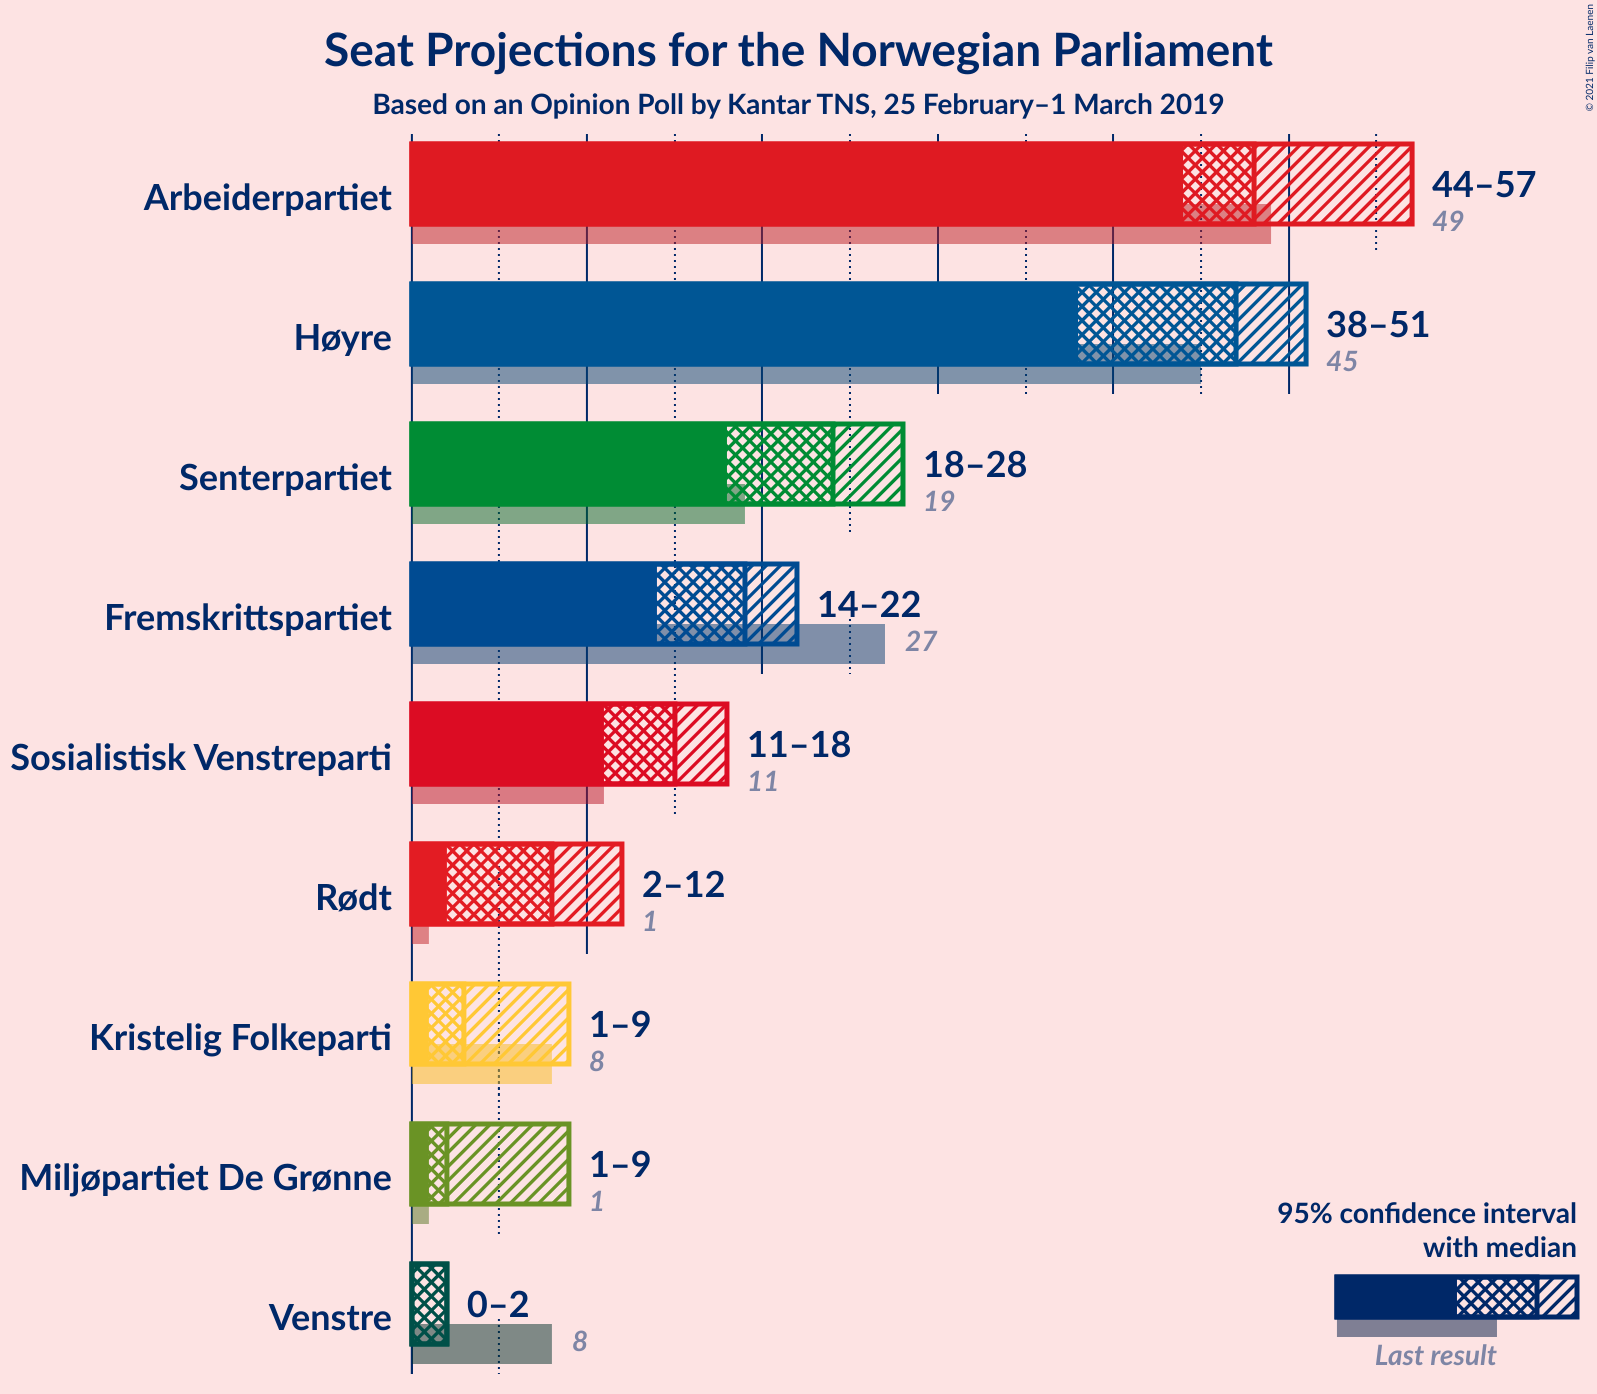 Seat Projections for the Norwegian Parliament
Based on an Opinion Poll by Kantar TNS, 25 February–1 March 2019
© 2021 Filip van Laenen
Arbeiderpartiet
44–57
49
Høyre
38–51
45
Senterpartiet
18–28
19
Fremskrittspartiet
14–22
27
Sosialistisk Venstreparti
11–18
11
Rødt
2–12
1
Kristelig Folkeparti
1–9
8
Miljøpartiet De Grønne
1–9
1
Venstre
0–2
8
95% confidence interval
with median
Last result